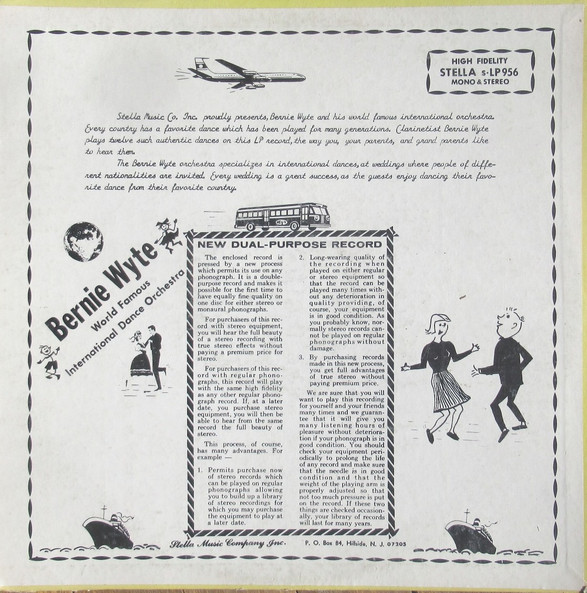 HIGH FIDELITY
STELLA S-LP956
MONO & STEREO
Stella Music Co. Inc. proudly presents, Bernie Wyte and his world famous international orchestra.
Every country has a favorite dance which has been played for many generations. Clarinetist Bernie Wyte
plays twelve such authentic dances on this LP record, the way you, your parents, and grand parents like
to hear them.
The Bernie Wyte orchestra specializes in international dances, at weddings where people of diffe-
rent nationalities are invited. Every wedding is a great success, as the guests enjoy dancing their favo-
rite dance from their favorite country.
Bernie Wyte
World Famous
International Dance Orchestra
NEW DUAL-PURPOSE RECORD
The enclosed record is
pressed by a new process
which permits its use on any
phonograph. It is a double-
purpose record and makes it
possible for the first time to
have equally fine quality on
one disc for either stereo or
monaural phonographs.
For purchasers of this rec-
ord with stereo equipment,
you will hear the full beauty
of a stereo recording with
true stereo effects without
paying a premium price for
stereo.
For purchasers of this rec-
ord with regular phono-
graphs, this record will play
with the same high fidelity
as any other regular phono-
graph record. If, at a later
date, you purchase stereo
equipment, you will then be
able to hear from the same
record the full beauty of
stereo.
This process, of course,
has many advantages. For
example —
1. Permits purchase now
of stereo records which
can be played on regular
phonographs allowing
you to build up a library
of stereo recordings for
which you may purchase
the equipment to play at
a later date.
2. Long-wearing quality of
the recording when
played on either regular
or stereo equipment so
that the record can be
played many times with-
out any deterioration in
quality providing, of
course, your equipment
is in good condition. As
you probably know, nor-
mally stereo records can-
not be played on regular
phonographs without
damage.
3. By purchasing records
made in this new process,
you get full advantages
of true stereo without
paying premium price.
We are sure that you will
want to play this recording
for yourself and your friends
many times and we guaran-
tee that it will give you
many listening hours of
pleasure without deteriora-
tion if your phonograph is in
good condition. You should
check your equipment peri-
odically to prolong the life
of any record and make sure
that the needle is in good
condition and that the
weight of the playing arm is
properly adjusted so that
not too much pressure is put
on the record. If these two
things are checked occasion-
ally, your library of records
will last for many years.
Stella Music Company Inc. P. O. Box 84, Hillside, N. J. 07205